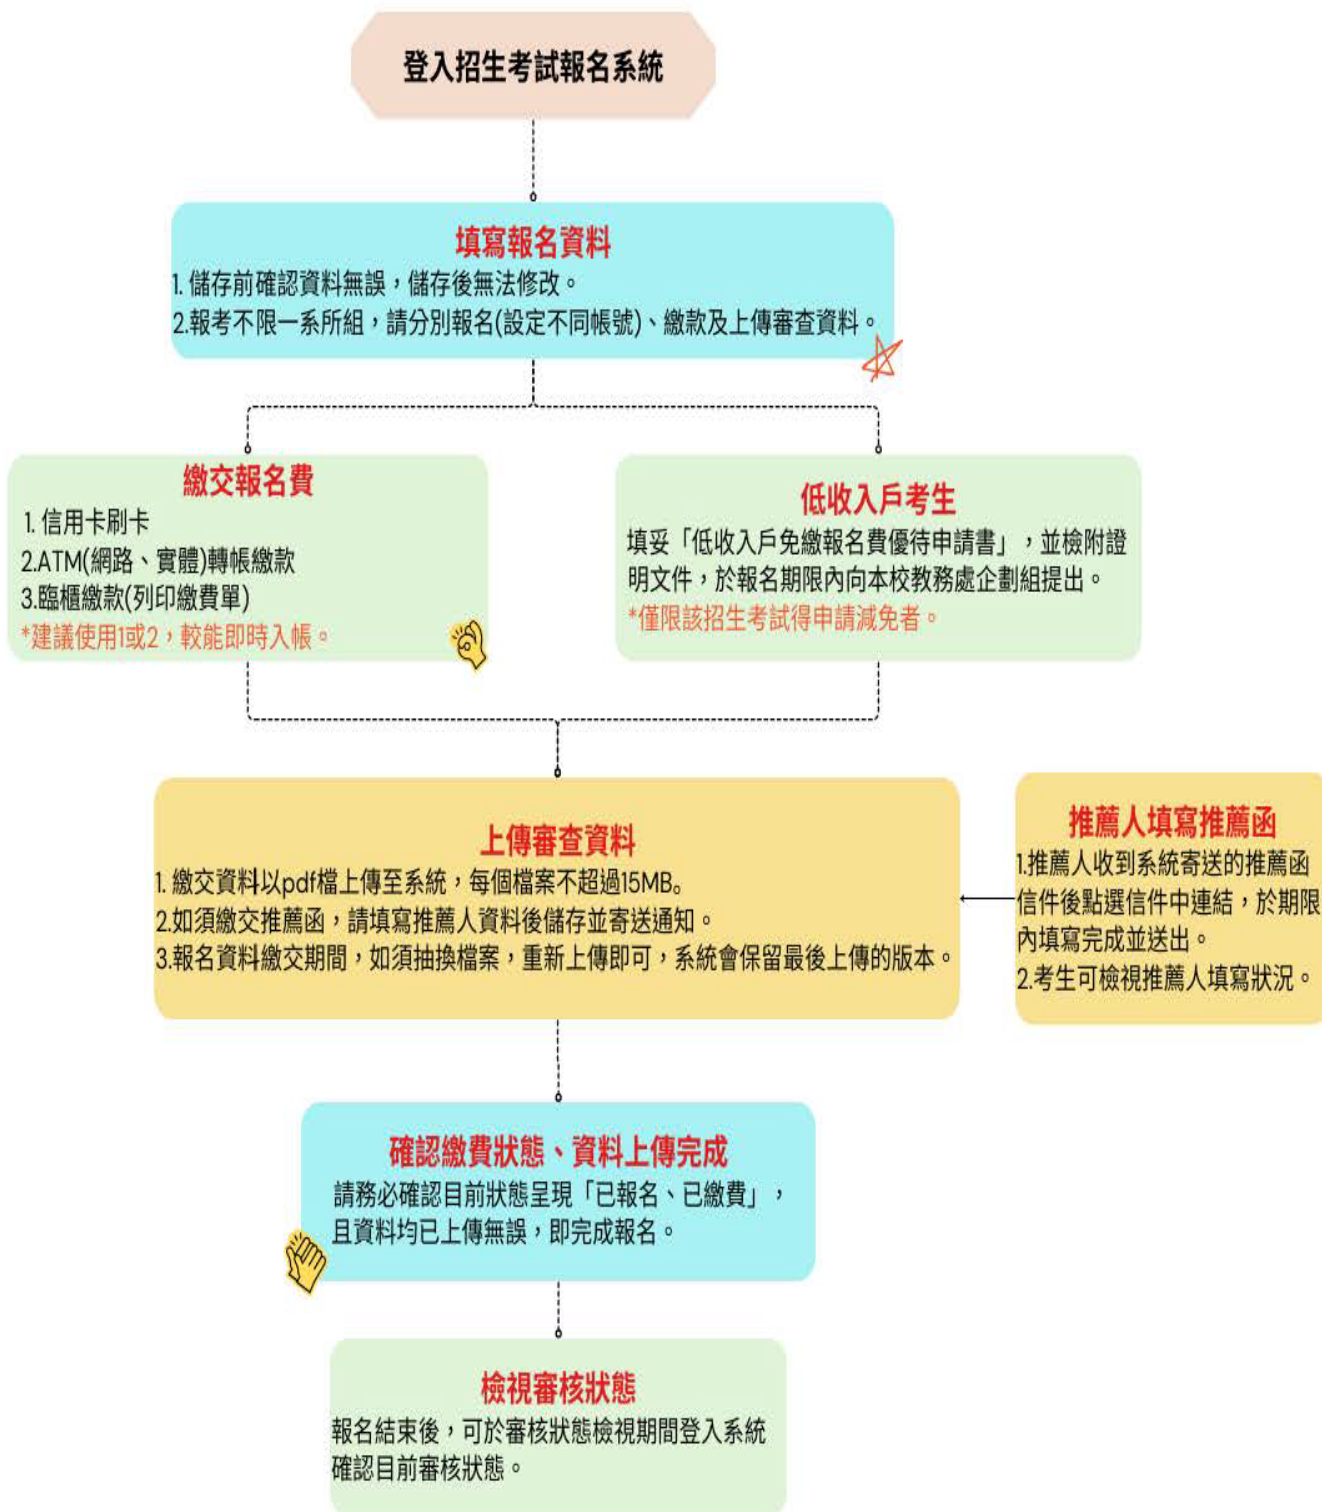 登入招生考試報名系統
填寫報名資料
1. 儲存前確認資料無誤，儲存後無法修改。
2.報考不限一系所組，請分別報名(設定不同帳號)、繳款及上傳審查資料。
繳交報名費
1. 信用卡刷卡
2.ATM(網路、實體)轉帳繳款
3.臨櫃繳款(列印繳費單)
*建議使用1或2，較能即時入帳。
低收入戶考生
填妥「低收入戶免繳報名費優待申請書」，並檢附證
明文件，於報名期限內向本校教務處企劃組提出。
*僅限該招生考試得申請減免者。
上傳審查資料
1. 繳交資料以pdf檔上傳至系統，每個檔案不超過15MB。
2.如須繳交推薦函，請填寫推薦人資料後儲存並寄送通知。
3.報名資料繳交期間，如須抽換檔案，重新上傳即可，系統會保留最後上傳的版本。
推薦人填寫推薦函
1.推薦人收到系統寄送的推薦函
信件後點選信件中連結，於期限
內填寫完成並送出。
2.考生可檢視推薦人填寫狀況。
確認繳費狀態、資料上傳完成
請務必確認目前狀態呈現「已報名、已繳費」，
且資料均已上傳無誤，即完成報名。
檢視審核狀態
報名結束後，可於審核狀態檢視期間登入系統
確認目前審核狀態。